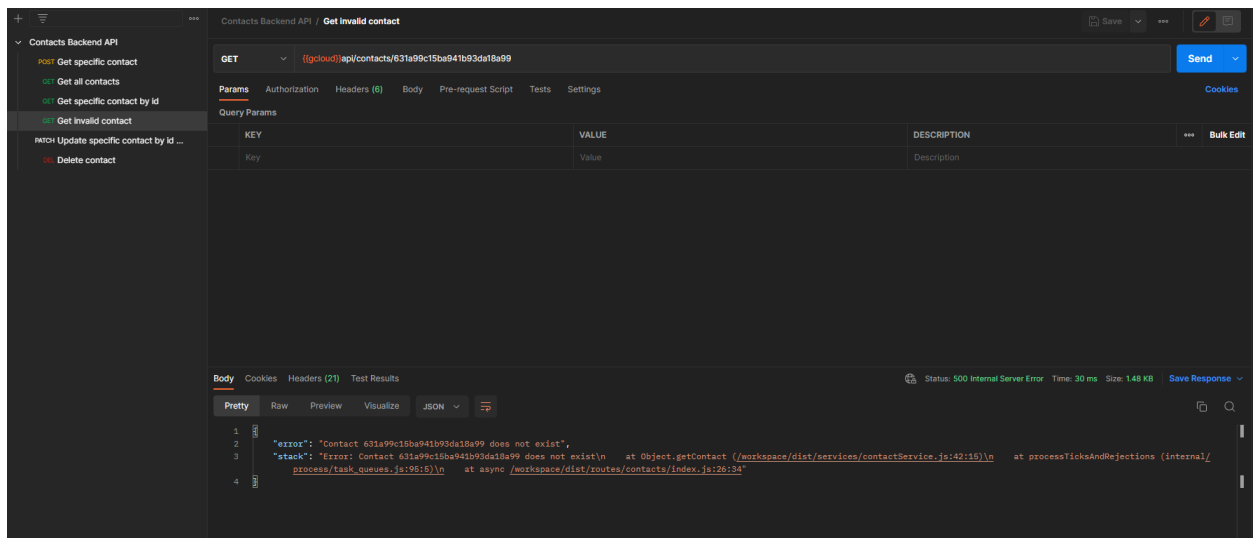 Contacts Backend API / Get invalid contact
Save
Contacts Backend API
POST Get specific contact
GET Get all contacts
GET Get specific contact by id
GET Get invalid contact
PATCH Update specific contact by id ...
DEL Delete contact
GET {{gcloud}}api/contacts/631a99c15ba941b93da18a99 Send
Params Authorization Headers (6) Body Pre-request Script Tests Settings Cookies
Query Params
KEY VALUE DESCRIPTION Bulk Edit
Key Value Description
Body Cookies Headers (21) Test Results Status: 500 Internal Server Error Time: 30 ms Size: 1.48 KB Save Response
Pretty Raw Preview Visualize JSON
1 {
2 "error": "Contact 631a99c15ba941b93da18a99 does not exist",
3 "stack": "Error: Contact 631a99c15ba941b93da18a99 does not exist\n    at Object.getContact (/workspace/dist/services/contactService.js:42:15)\n    at processTicksAndRejections (internal/
process/task_queues.js:95:5)\n    at async /workspace/dist/routes/contacts/index.js:26:34"
4 }